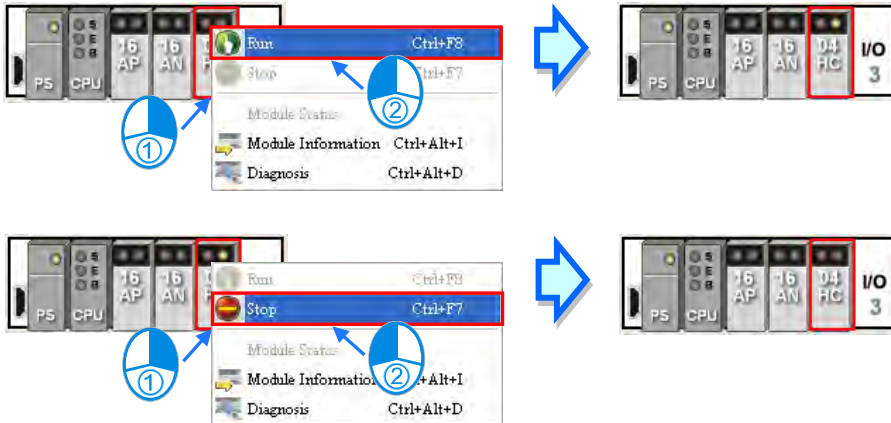 S
E
B
PS
CPU
16
AP
16
AN
Run Ctrl+F8
Stop trl+F7
Module Status
Module Information Ctrl+Alt+I
Diagnosis Ctrl+Alt+D
①
②
S
E
B
PS
CPU
16
AP
16
AN
04
HC
I/O
3
S
E
B
PS
CPU
16
AP
16
AN
Run Ctrl+F8
Stop Ctrl+F7
Module Status
Module Informatio +Alt+I
Diagnosis Ctrl+Alt+D
①
②
S
E
B
PS
CPU
16
AP
16
AN
04
HC
I/O
3